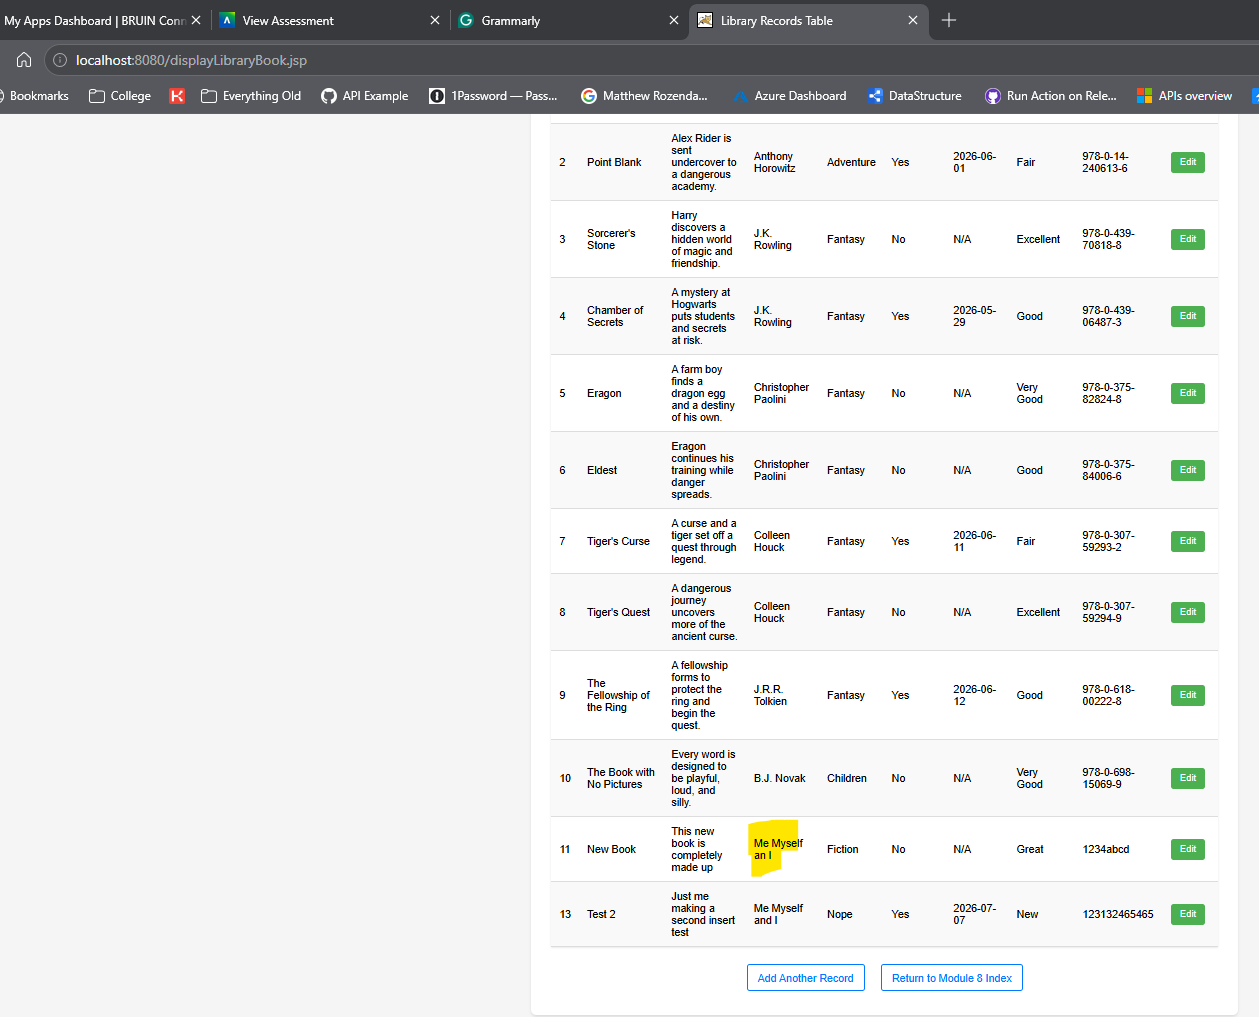 My Apps Dashboard | BRUIN Conn
View Assessment
Grammarly
Library Records Table
localhost:8080/displayLibraryBook.jsp
Bookmarks
College
Everything Old
API Example
1Password — Pass...
Matthew Rozenda...
Azure Dashboard
DataStructure
Run Action on Rele...
APIs overview
2
Point Blank
Alex Rider is
sent
undercover to
a dangerous
academy.
Anthony
Horowitz
Adventure
Yes
2026-06-
01
Fair
978-0-14-
240613-6
Edit
3
Sorcerer's
Stone
Harry
discovers a
hidden world
of magic and
friendship.
J.K.
Rowling
Fantasy
No
N/A
Excellent
978-0-439-
70818-8
Edit
4
Chamber of
Secrets
A mystery at
Hogwarts
puts students
and secrets
at risk.
J.K.
Rowling
Fantasy
Yes
2026-05-
29
Good
978-0-439-
06487-3
Edit
5
Eragon
A farm boy
finds a
dragon egg
and a destiny
of his own.
Christopher
Paolini
Fantasy
No
N/A
Very
Good
978-0-375-
82824-8
Edit
6
Eldest
Eragon
continues his
training while
danger
spreads.
Christopher
Paolini
Fantasy
No
N/A
Good
978-0-375-
84006-6
Edit
7
Tiger's Curse
A curse and a
tiger set off a
quest through
legend.
Colleen
Houck
Fantasy
Yes
2026-06-
11
Fair
978-0-307-
59293-2
Edit
8
Tiger's Quest
A dangerous
journey
uncovers
more of the
ancient curse.
Colleen
Houck
Fantasy
No
N/A
Excellent
978-0-307-
59294-9
Edit
9
The
Fellowship of
the Ring
A fellowship
forms to
protect the
ring and
begin the
quest.
J.R.R.
Tolkien
Fantasy
Yes
2026-06-
12
Good
978-0-618-
00222-8
Edit
10
The Book with
No Pictures
Every word is
designed to
be playful,
loud, and
silly.
B.J. Novak
Children
No
N/A
Very
Good
978-0-698-
15069-9
Edit
11
New Book
This new
book is
completely
made up
Me Myself
an I
Fiction
No
N/A
Great
1234abcd
Edit
13
Test 2
Just me
making a
second insert
test
Me Myself
and I
Nope
Yes
2026-07-
07
New
123132465465
Edit
Add Another Record
Return to Module 8 Index